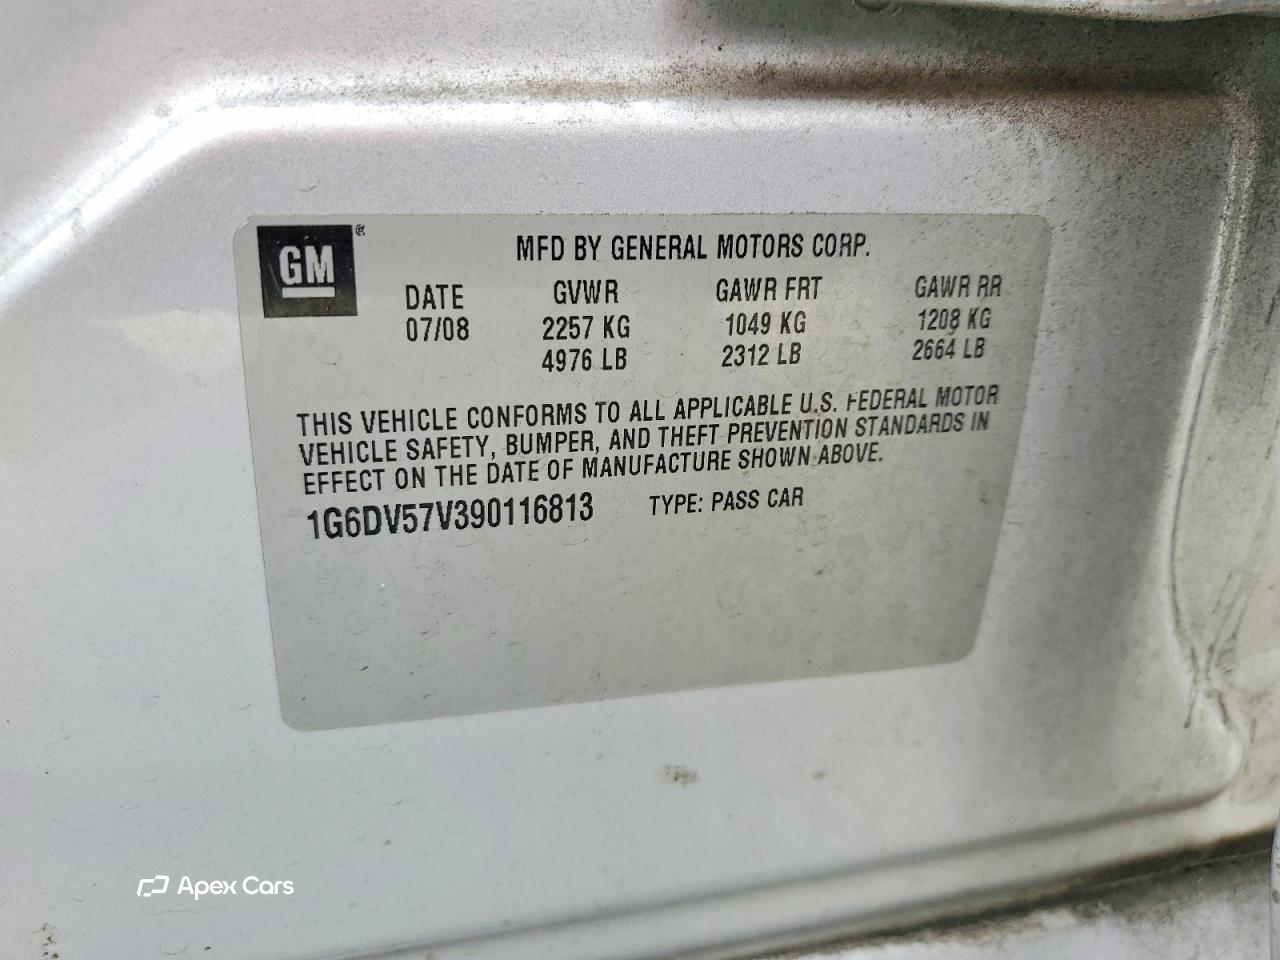 GM
MFD BY GENERAL MOTORS CORP.
DATE GVWR GAWR FRT GAWR RR
07/08 2257 KG 1049 KG 1208 KG
4976 LB 2312 LB 2664 LB
THIS VEHICLE CONFORMS TO ALL APPLICABLE U.S. FEDERAL MOTOR
VEHICLE SAFETY, BUMPER, AND THEFT PREVENTION STANDARDS IN
EFFECT ON THE DATE OF MANUFACTURE SHOWN ABOVE.
1G6DV57V390116813 TYPE: PASS CAR
Apex Cars